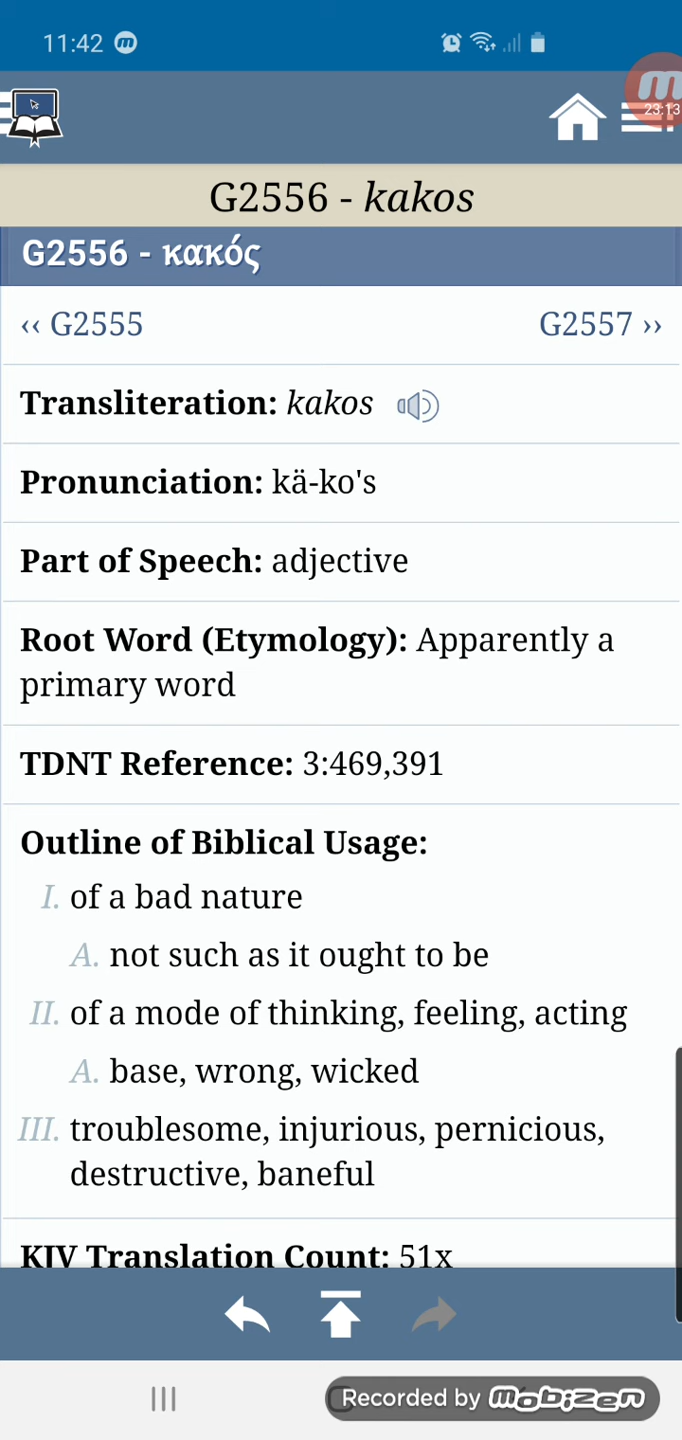 11:42
23:13
G2556 - kakos
G2556 - κακός
‹‹ G2555
G2557 ››
Transliteration: kakos
Pronunciation: kä-ko's
Part of Speech: adjective
Root Word (Etymology): Apparently a
primary word
TDNT Reference: 3:469,391
Outline of Biblical Usage:
I. of a bad nature
A. not such as it ought to be
II. of a mode of thinking, feeling, acting
A. base, wrong, wicked
III. troublesome, injurious, pernicious,
destructive, baneful
KJV Translation Count: 51x
Recorded by mobizen